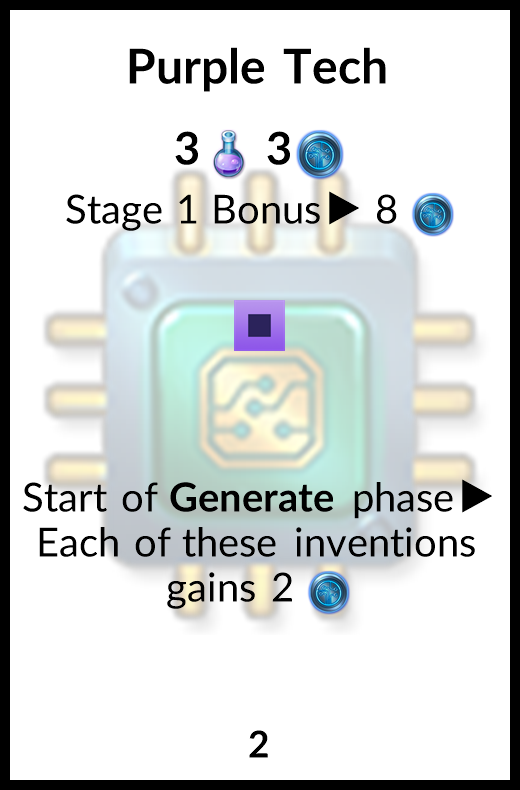 Purple Tech
3 3
Stage 1 Bonus▶ 8
Start of Generate phase▶
Each of these inventions
gains 2
2